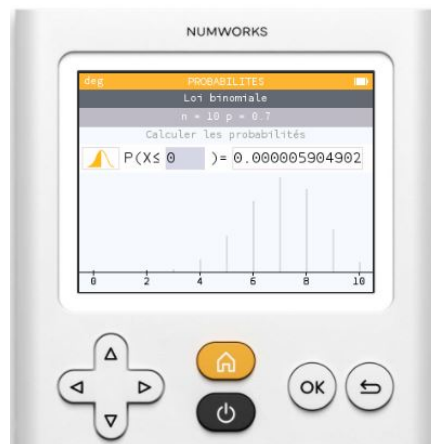 NUMWORKS
deg PROBABILITES
Loi binomiale
n = 10 p = 0.7
Calculer les probabilités
P(X≤ 0 )= 0.000005904902
0 2 4 6 8 10
OK